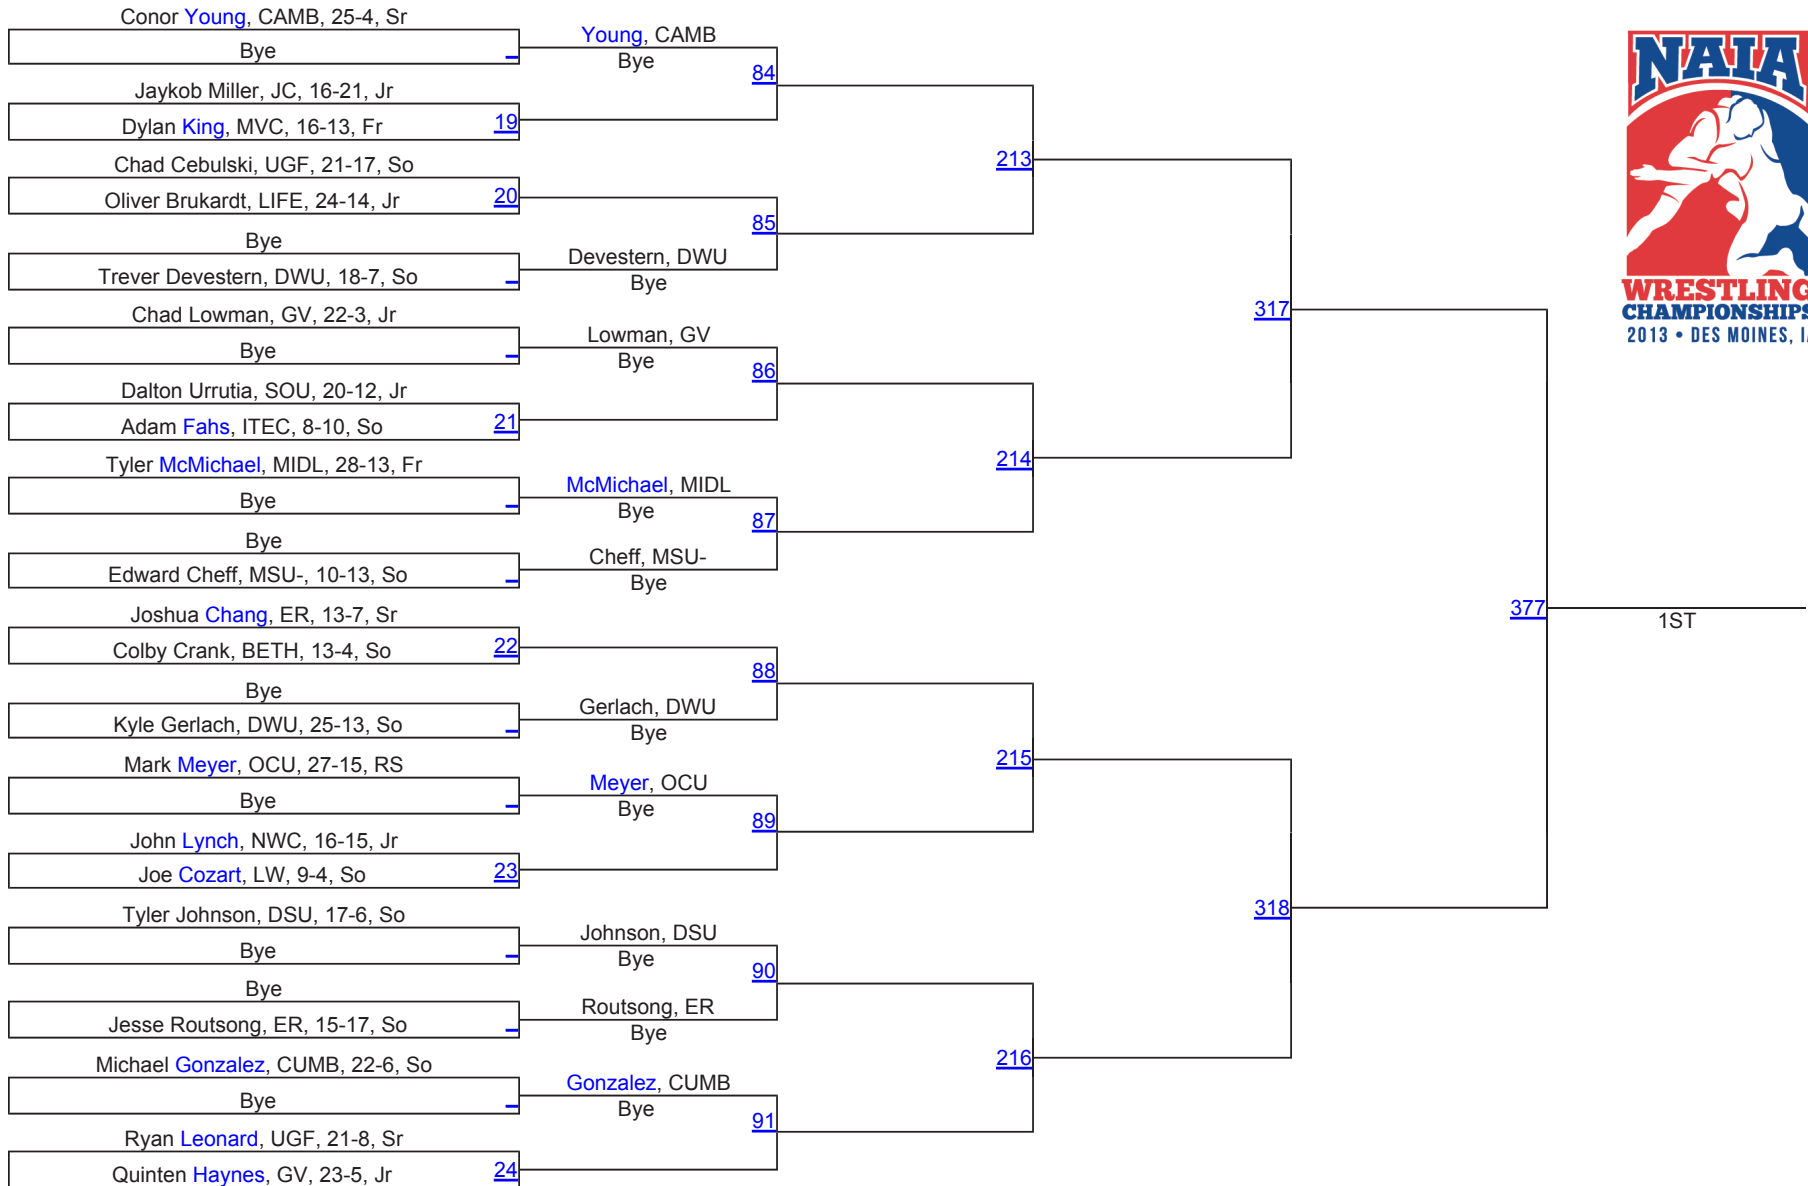 Conor Young, CAMB, 25-4, Sr
Bye
Young, CAMB
Bye
84
Jaykob Miller, JC, 16-21, Jr
Dylan King, MVC, 16-13, Fr
19
213
Chad Cebulski, UGF, 21-17, So
Oliver Brukardt, LIFE, 24-14, Jr
20
85
Bye
Trever Devestern, DWU, 18-7, So
Devestern, DWU
Bye
317
Chad Lowman, GV, 22-3, Jr
Bye
Lowman, GV
Bye
86
Dalton Urrutia, SOU, 20-12, Jr
Adam Fahs, ITEC, 8-10, So
21
214
Tyler McMichael, MIDL, 28-13, Fr
Bye
McMichael, MIDL
Bye
87
Bye
Edward Cheff, MSU-, 10-13, So
Cheff, MSU-
Bye
377
1ST
Joshua Chang, ER, 13-7, Sr
Colby Crank, BETH, 13-4, So
22
88
Bye
Kyle Gerlach, DWU, 25-13, So
Gerlach, DWU
Bye
215
Mark Meyer, OCU, 27-15, RS
Bye
Meyer, OCU
Bye
89
John Lynch, NWC, 16-15, Jr
Joe Cozart, LW, 9-4, So
23
318
Tyler Johnson, DSU, 17-6, So
Bye
Johnson, DSU
Bye
90
Bye
Jesse Routsong, ER, 15-17, So
Routsong, ER
Bye
216
Michael Gonzalez, CUMB, 22-6, So
Bye
Gonzalez, CUMB
Bye
91
Ryan Leonard, UGF, 21-8, Sr
Quinten Haynes, GV, 23-5, Jr
24
NAIA
WRESTLING
CHAMPIONSHIPS
2013 • DES MOINES, IA